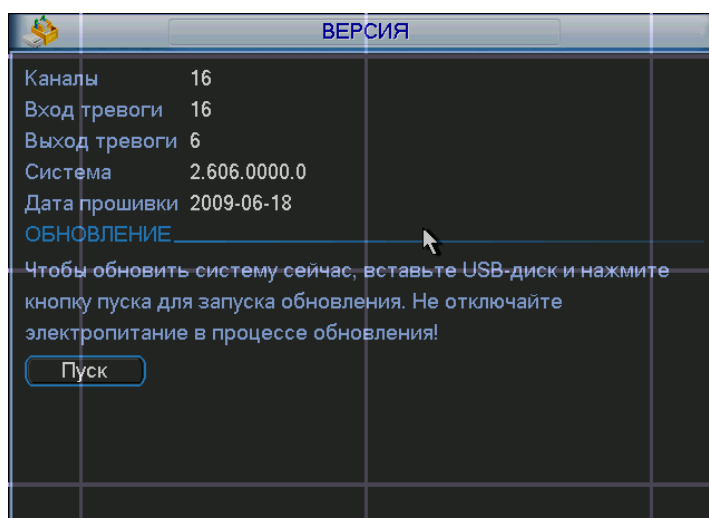 ВЕРСИЯ
Каналы 16
Вход тревоги 16
Выход тревоги 6
Система 2.606.0000.0
Дата прошивки 2009-06-18
ОБНОВЛЕНИЕ
Чтобы обновить систему сейчас, вставьте USB-диск и нажмите
кнопку пуска для запуска обновления. Не отключайте
электропитание в процессе обновления!
Пуск